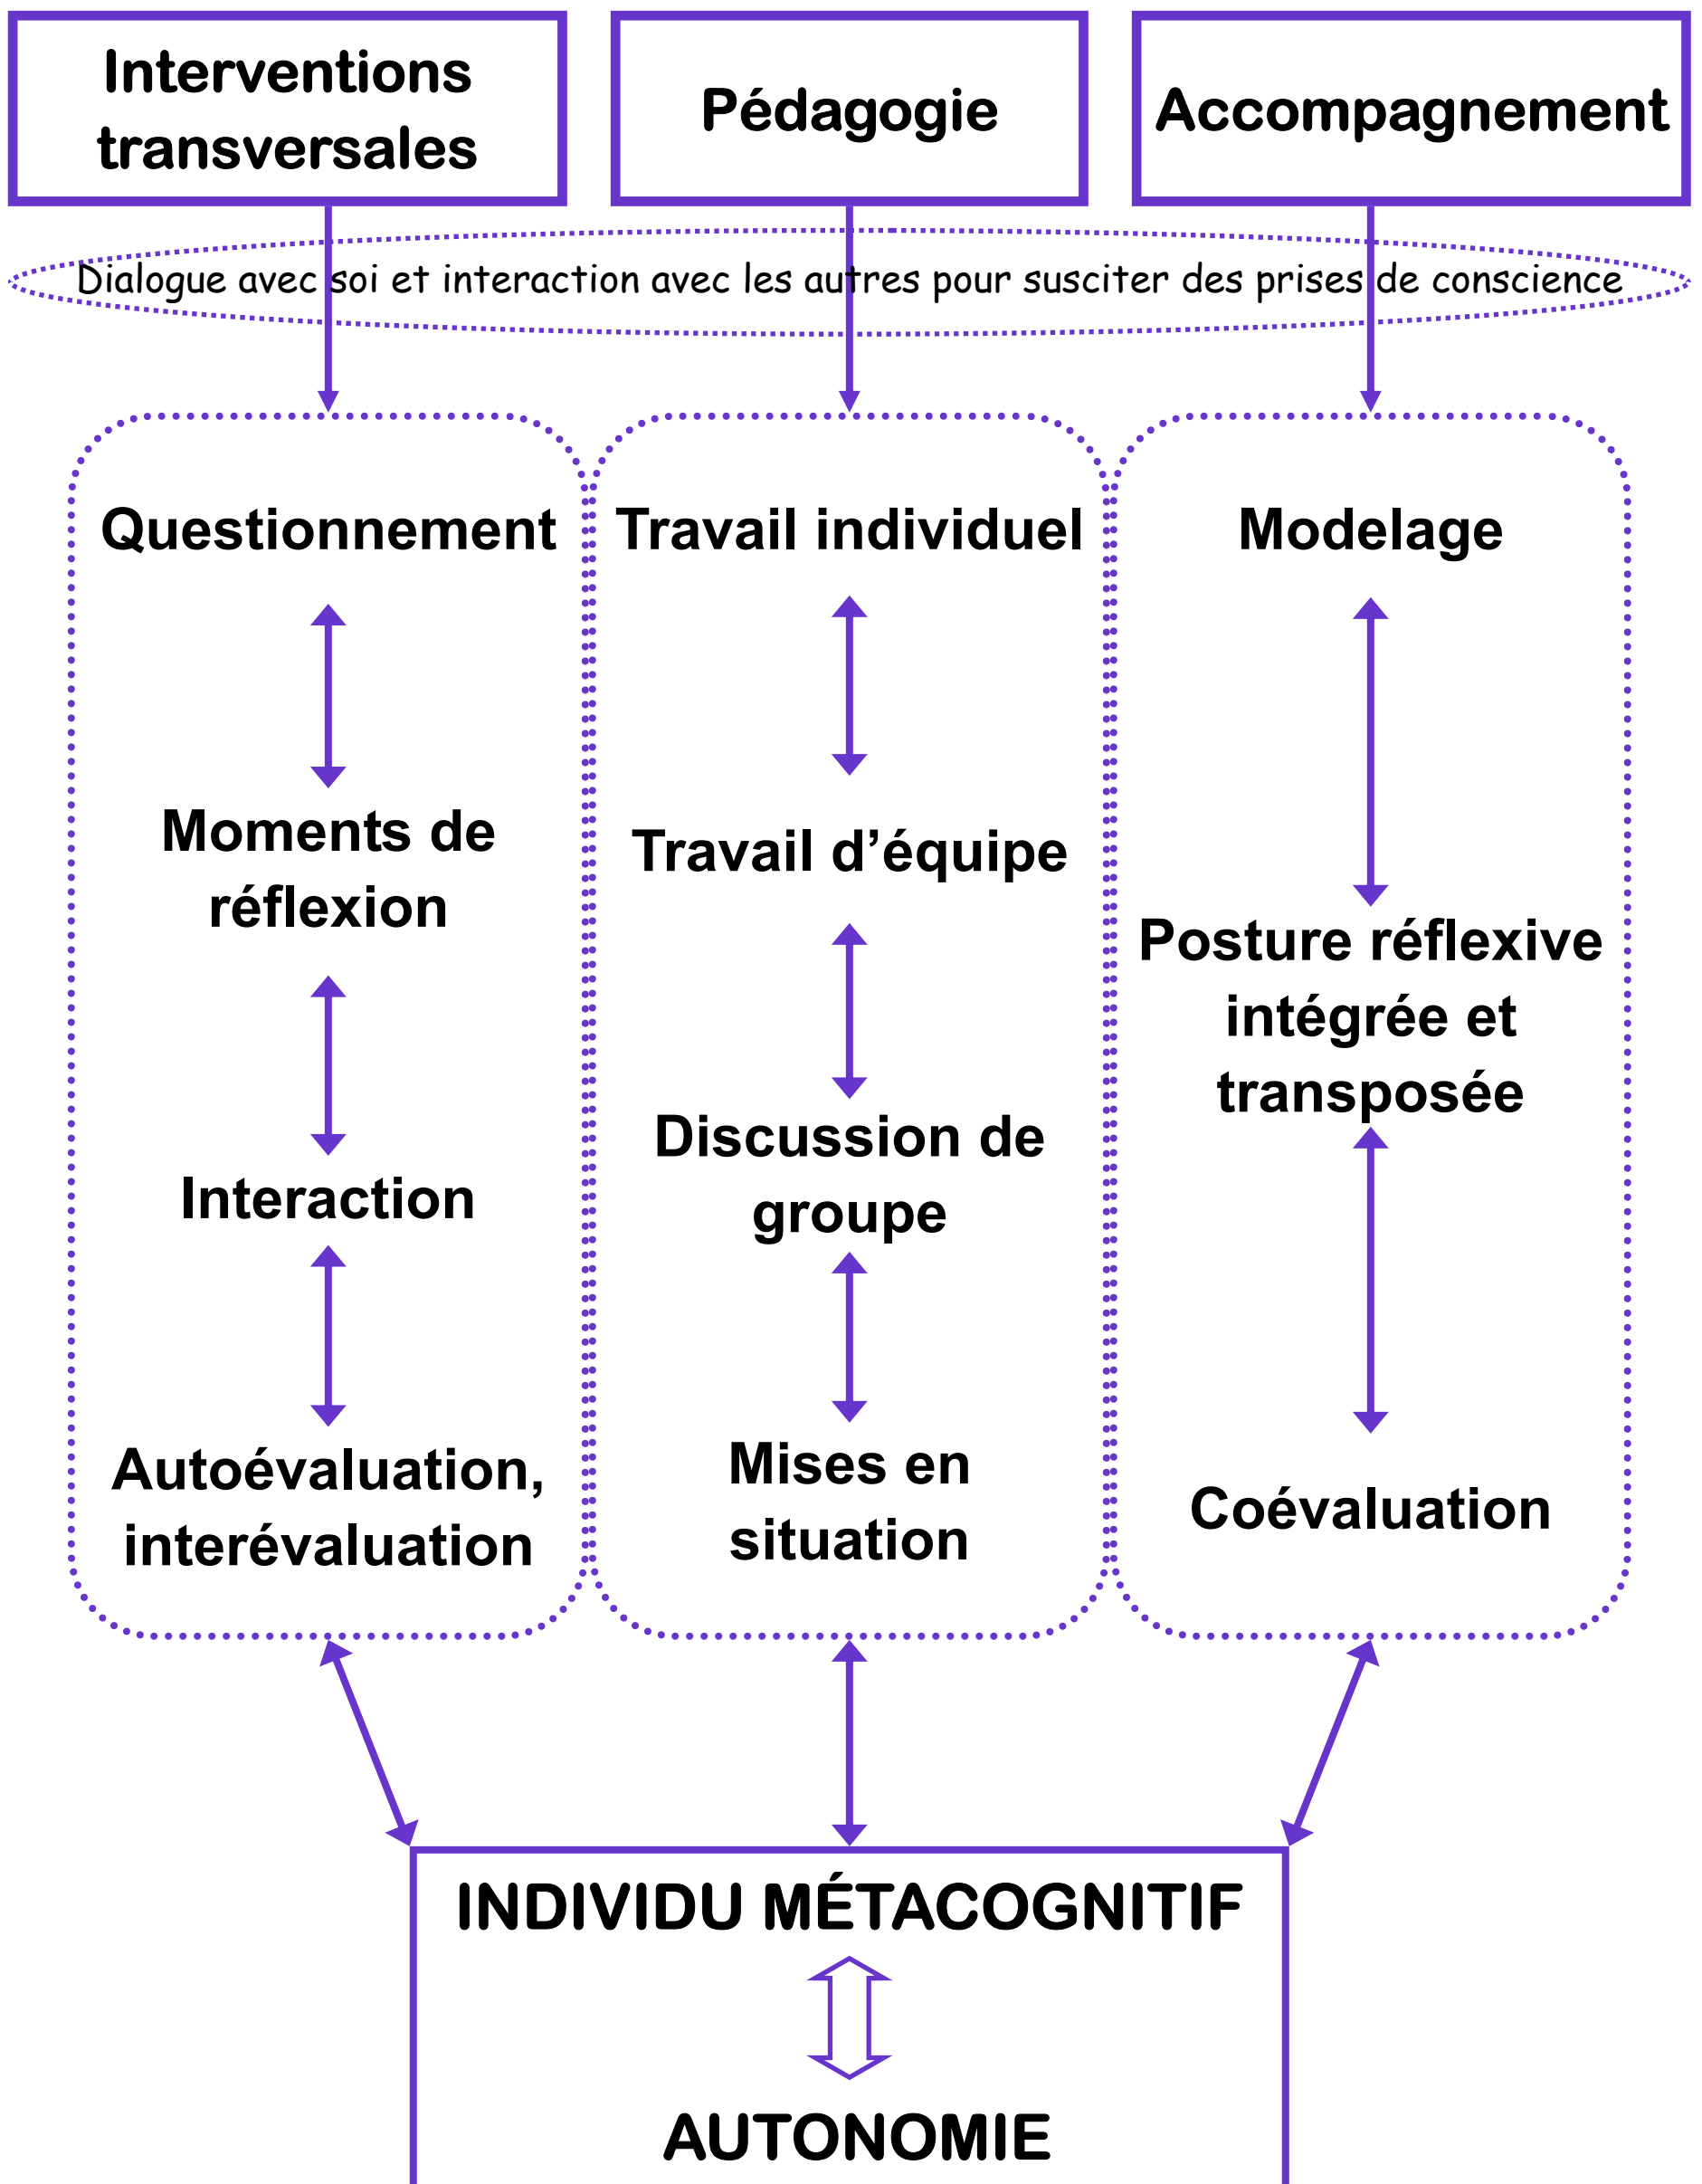 Interventions
transversales
Pédagogie
Accompagnement
Dialogue avec soi et interaction avec les autres pour susciter des prises de conscience
Questionnement
Moments de
réflexion
Interaction
Autoévaluation,
interévaluation
Travail individuel
Travail d’équipe
Discussion de
groupe
Mises en
situation
Modelage
Posture réflexive
intégrée et
transposée
Coévaluation
INDIVIDU MÉTACOGNITIF
AUTONOMIE